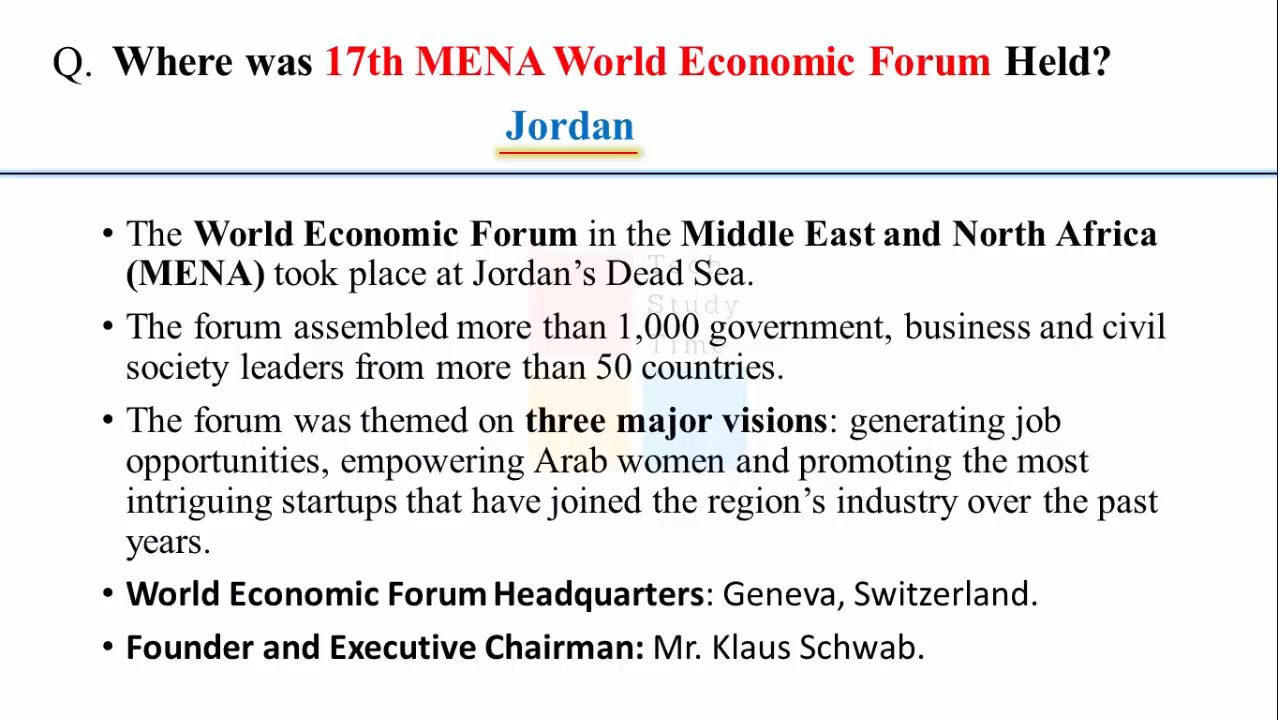 Q. Where was 17th MENA World Economic Forum Held?
Jordan
• The World Economic Forum in the Middle East and North Africa
(MENA) took place at Jordan’s Dead Sea.
Tech
Study
Time
• The forum assembled more than 1,000 government, business and civil
society leaders from more than 50 countries.
• The forum was themed on three major visions: generating job
opportunities, empowering Arab women and promoting the most
intriguing startups that have joined the region’s industry over the past
years.
• World Economic Forum Headquarters: Geneva, Switzerland.
• Founder and Executive Chairman: Mr. Klaus Schwab.